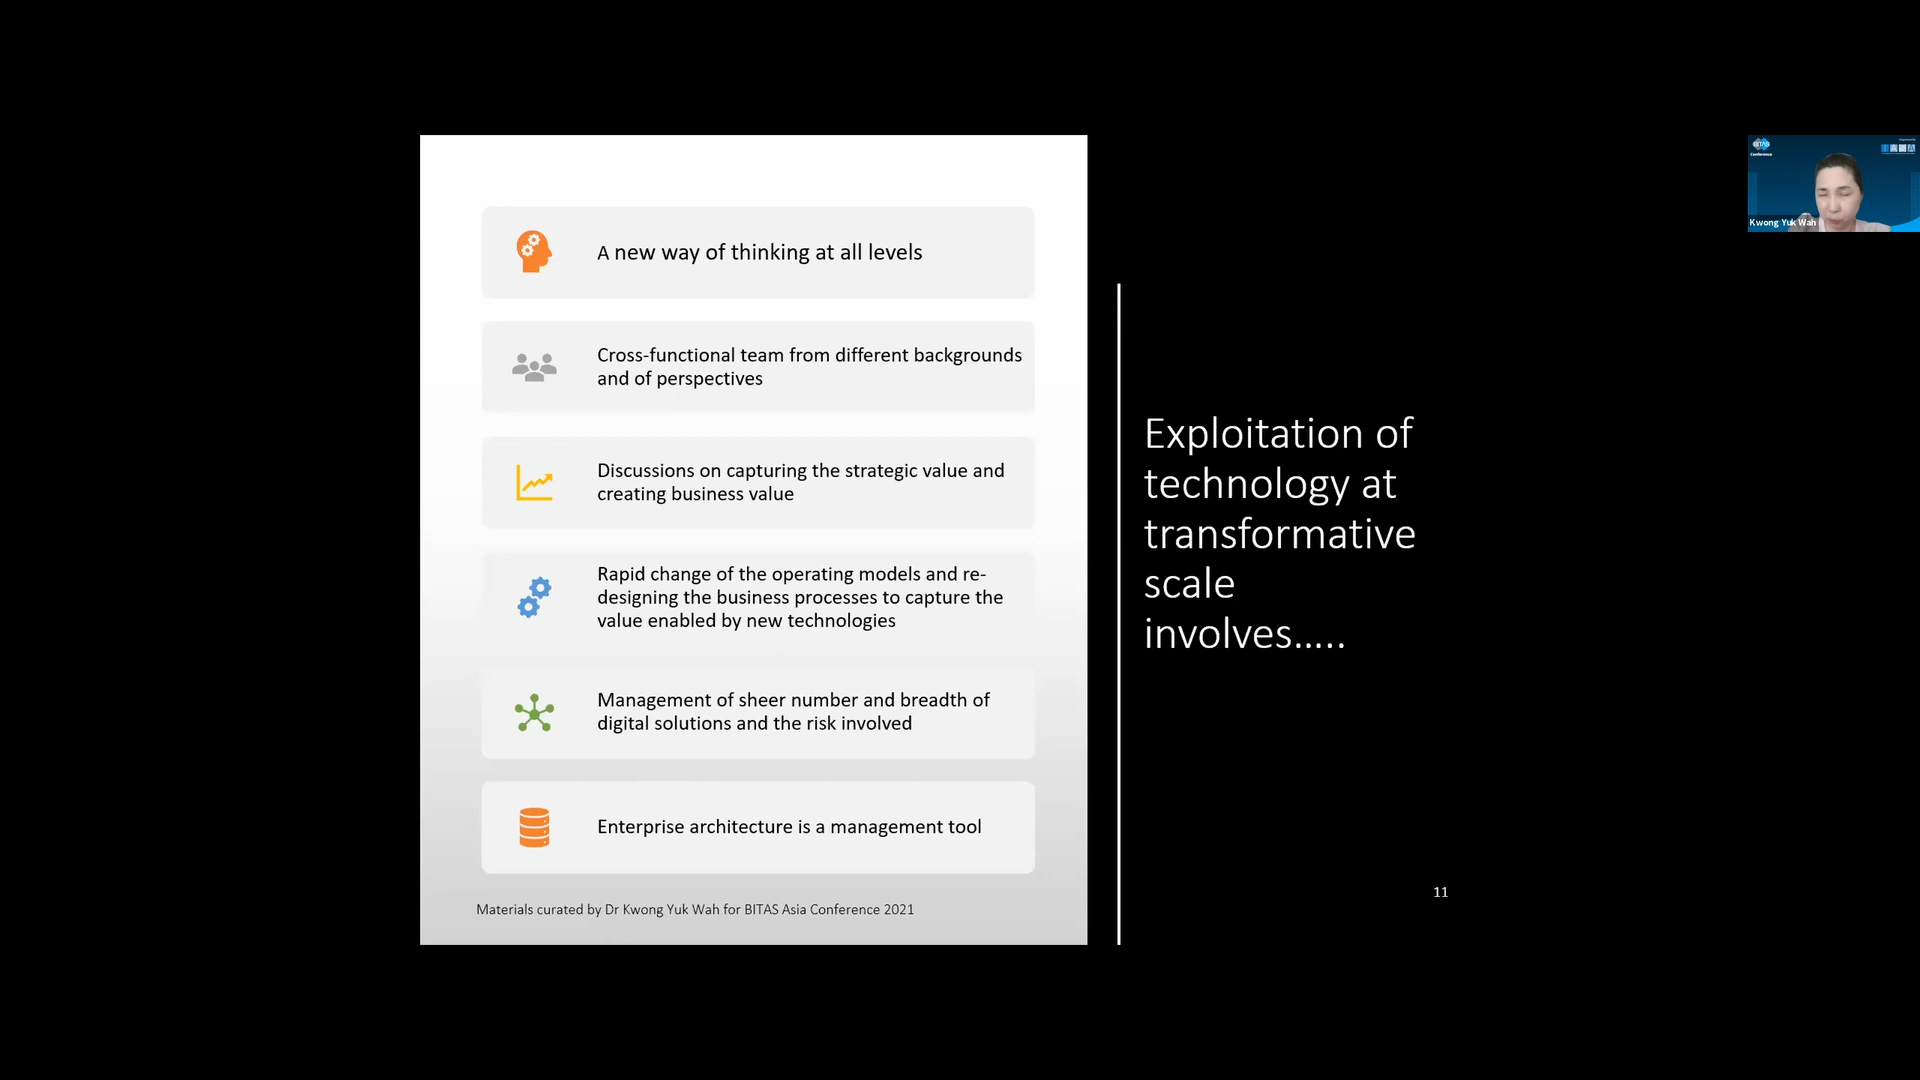 A new way of thinking at all levels
Cross-functional team from different backgrounds
and of perspectives
Discussions on capturing the strategic value and
creating business value
Rapid change of the operating models and re-
designing the business processes to capture the
value enabled by new technologies
Management of sheer number and breadth of
digital solutions and the risk involved
Enterprise architecture is a management tool
Materials curated by Dr Kwong Yuk Wah for BITAS Asia Conference 2021
Exploitation of
technology at
transformative
scale
involves.....
11
BITAS
Conference
Kwong Yuk Wah